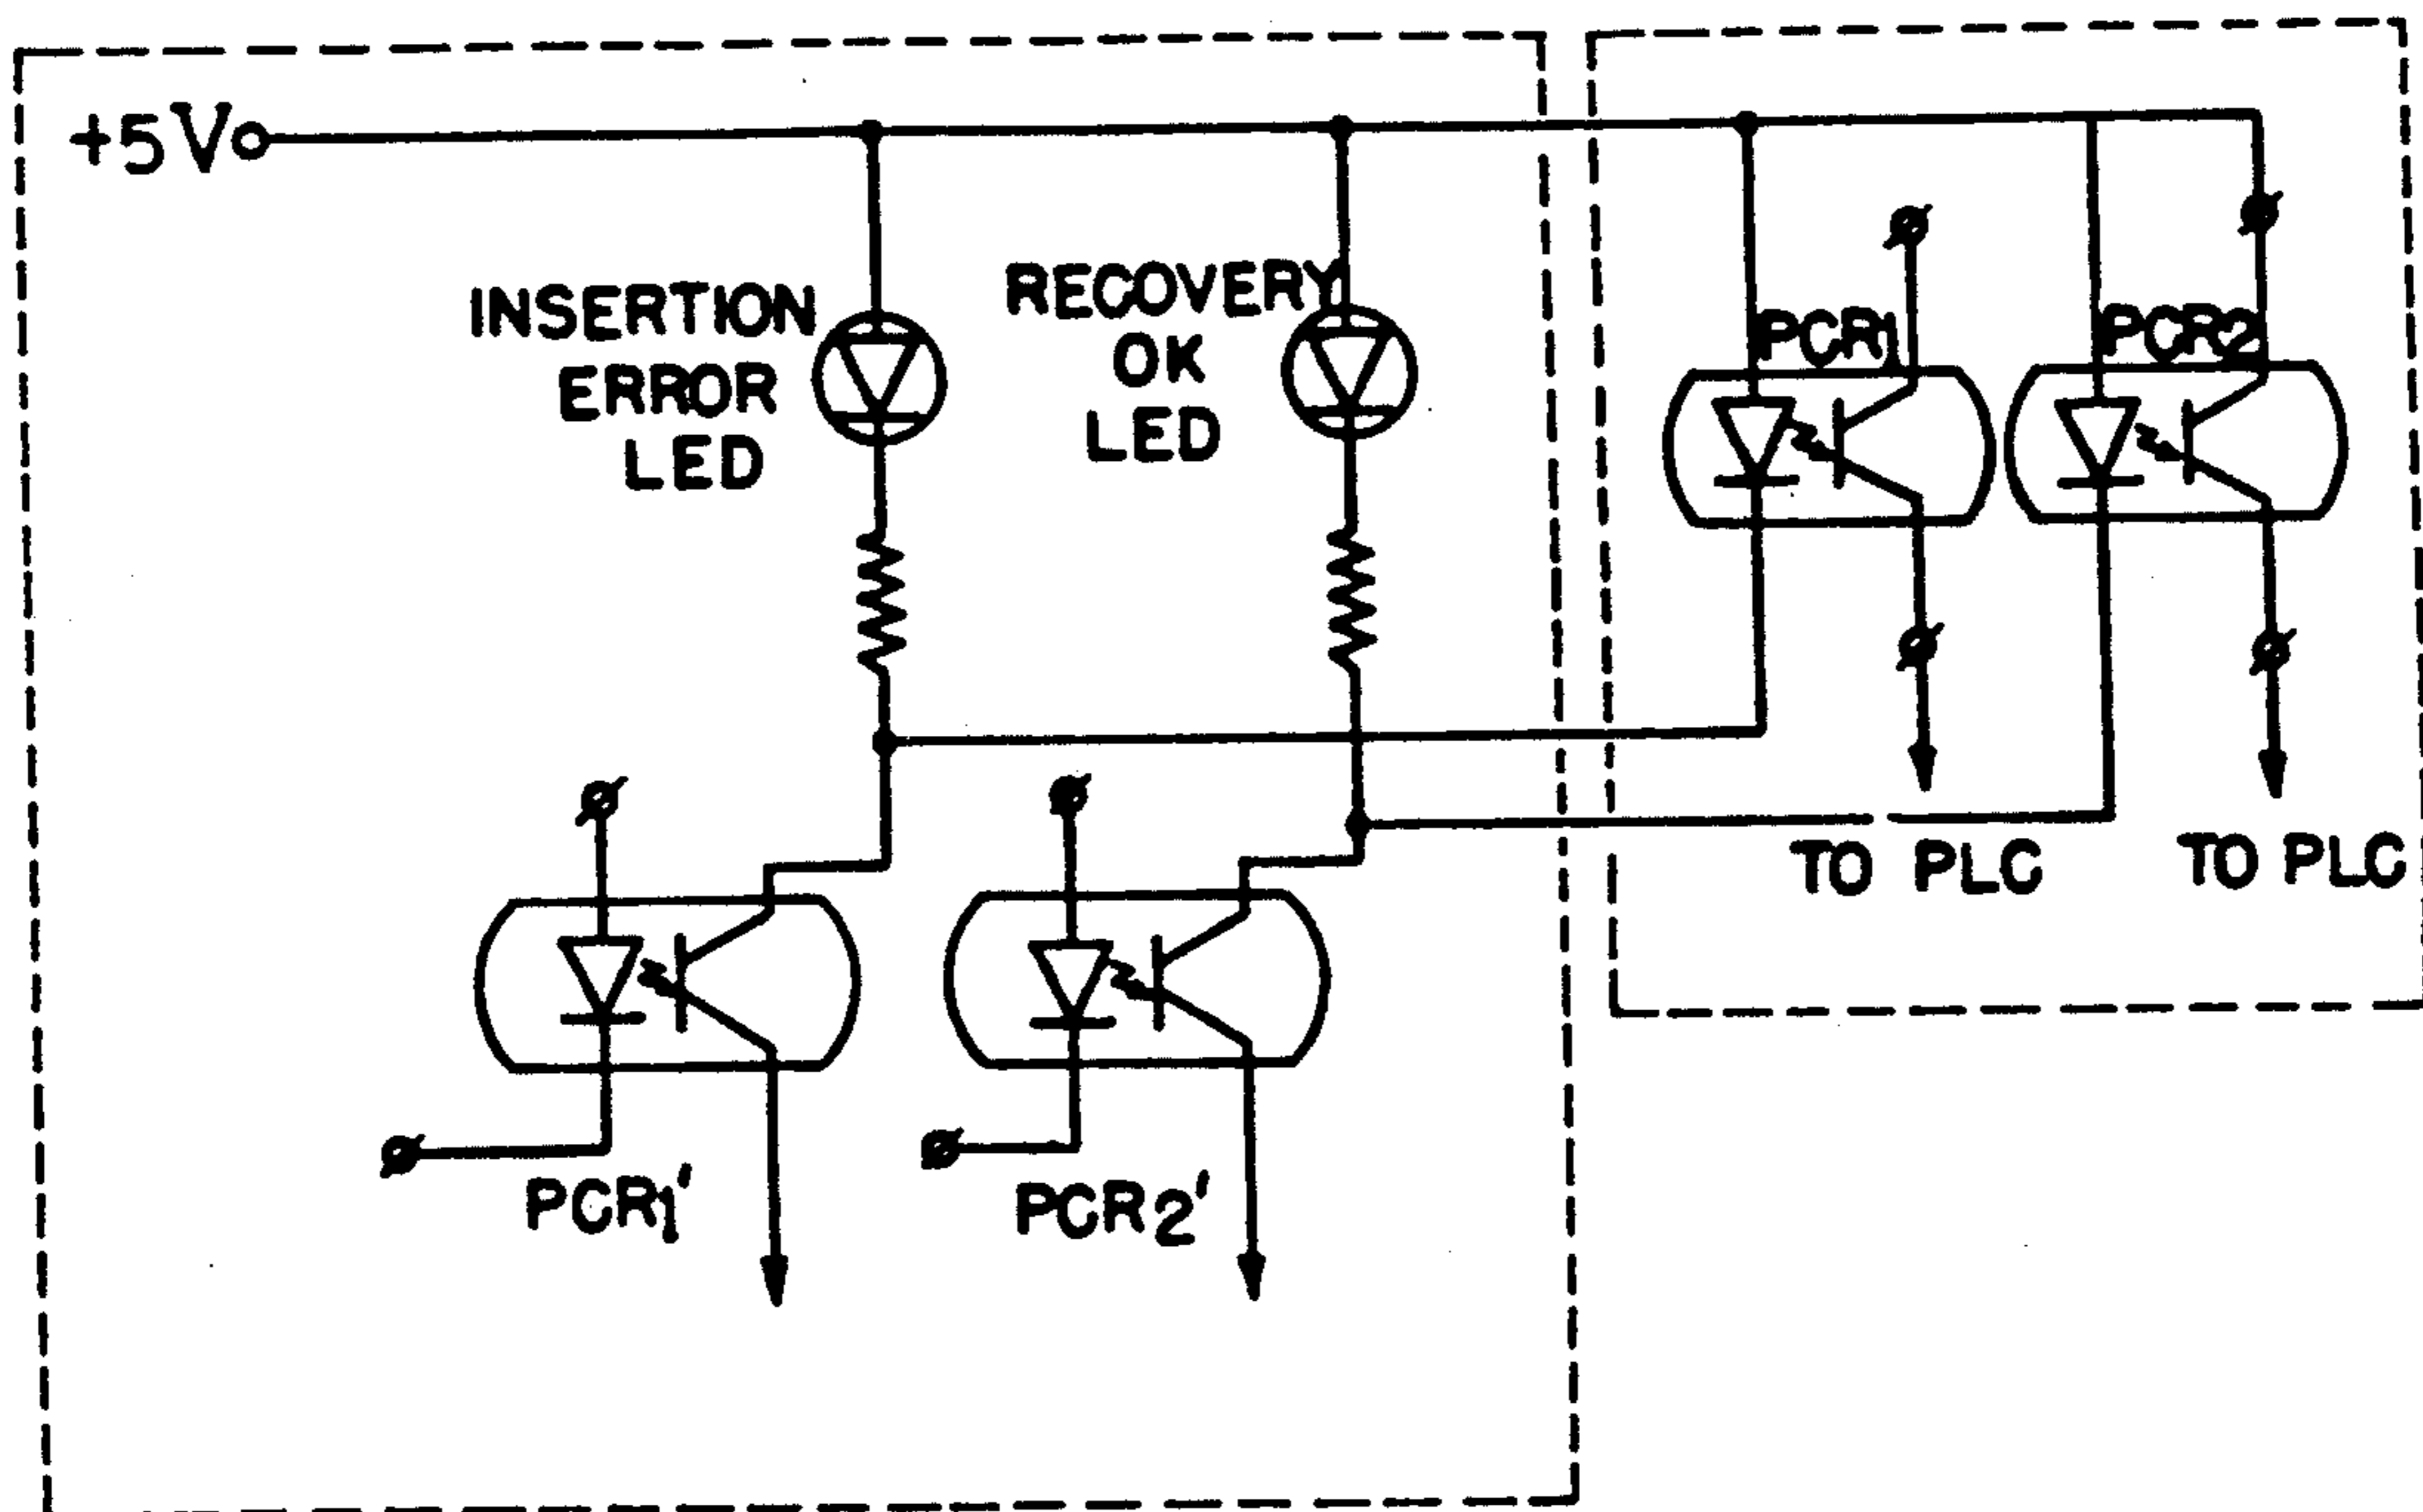 +5V
INSERTION
ERROR
LED
RECOVERY
OK
LED
PCR1
PCR2
TO PLC
TO PLC
PCR1'
PCR2'